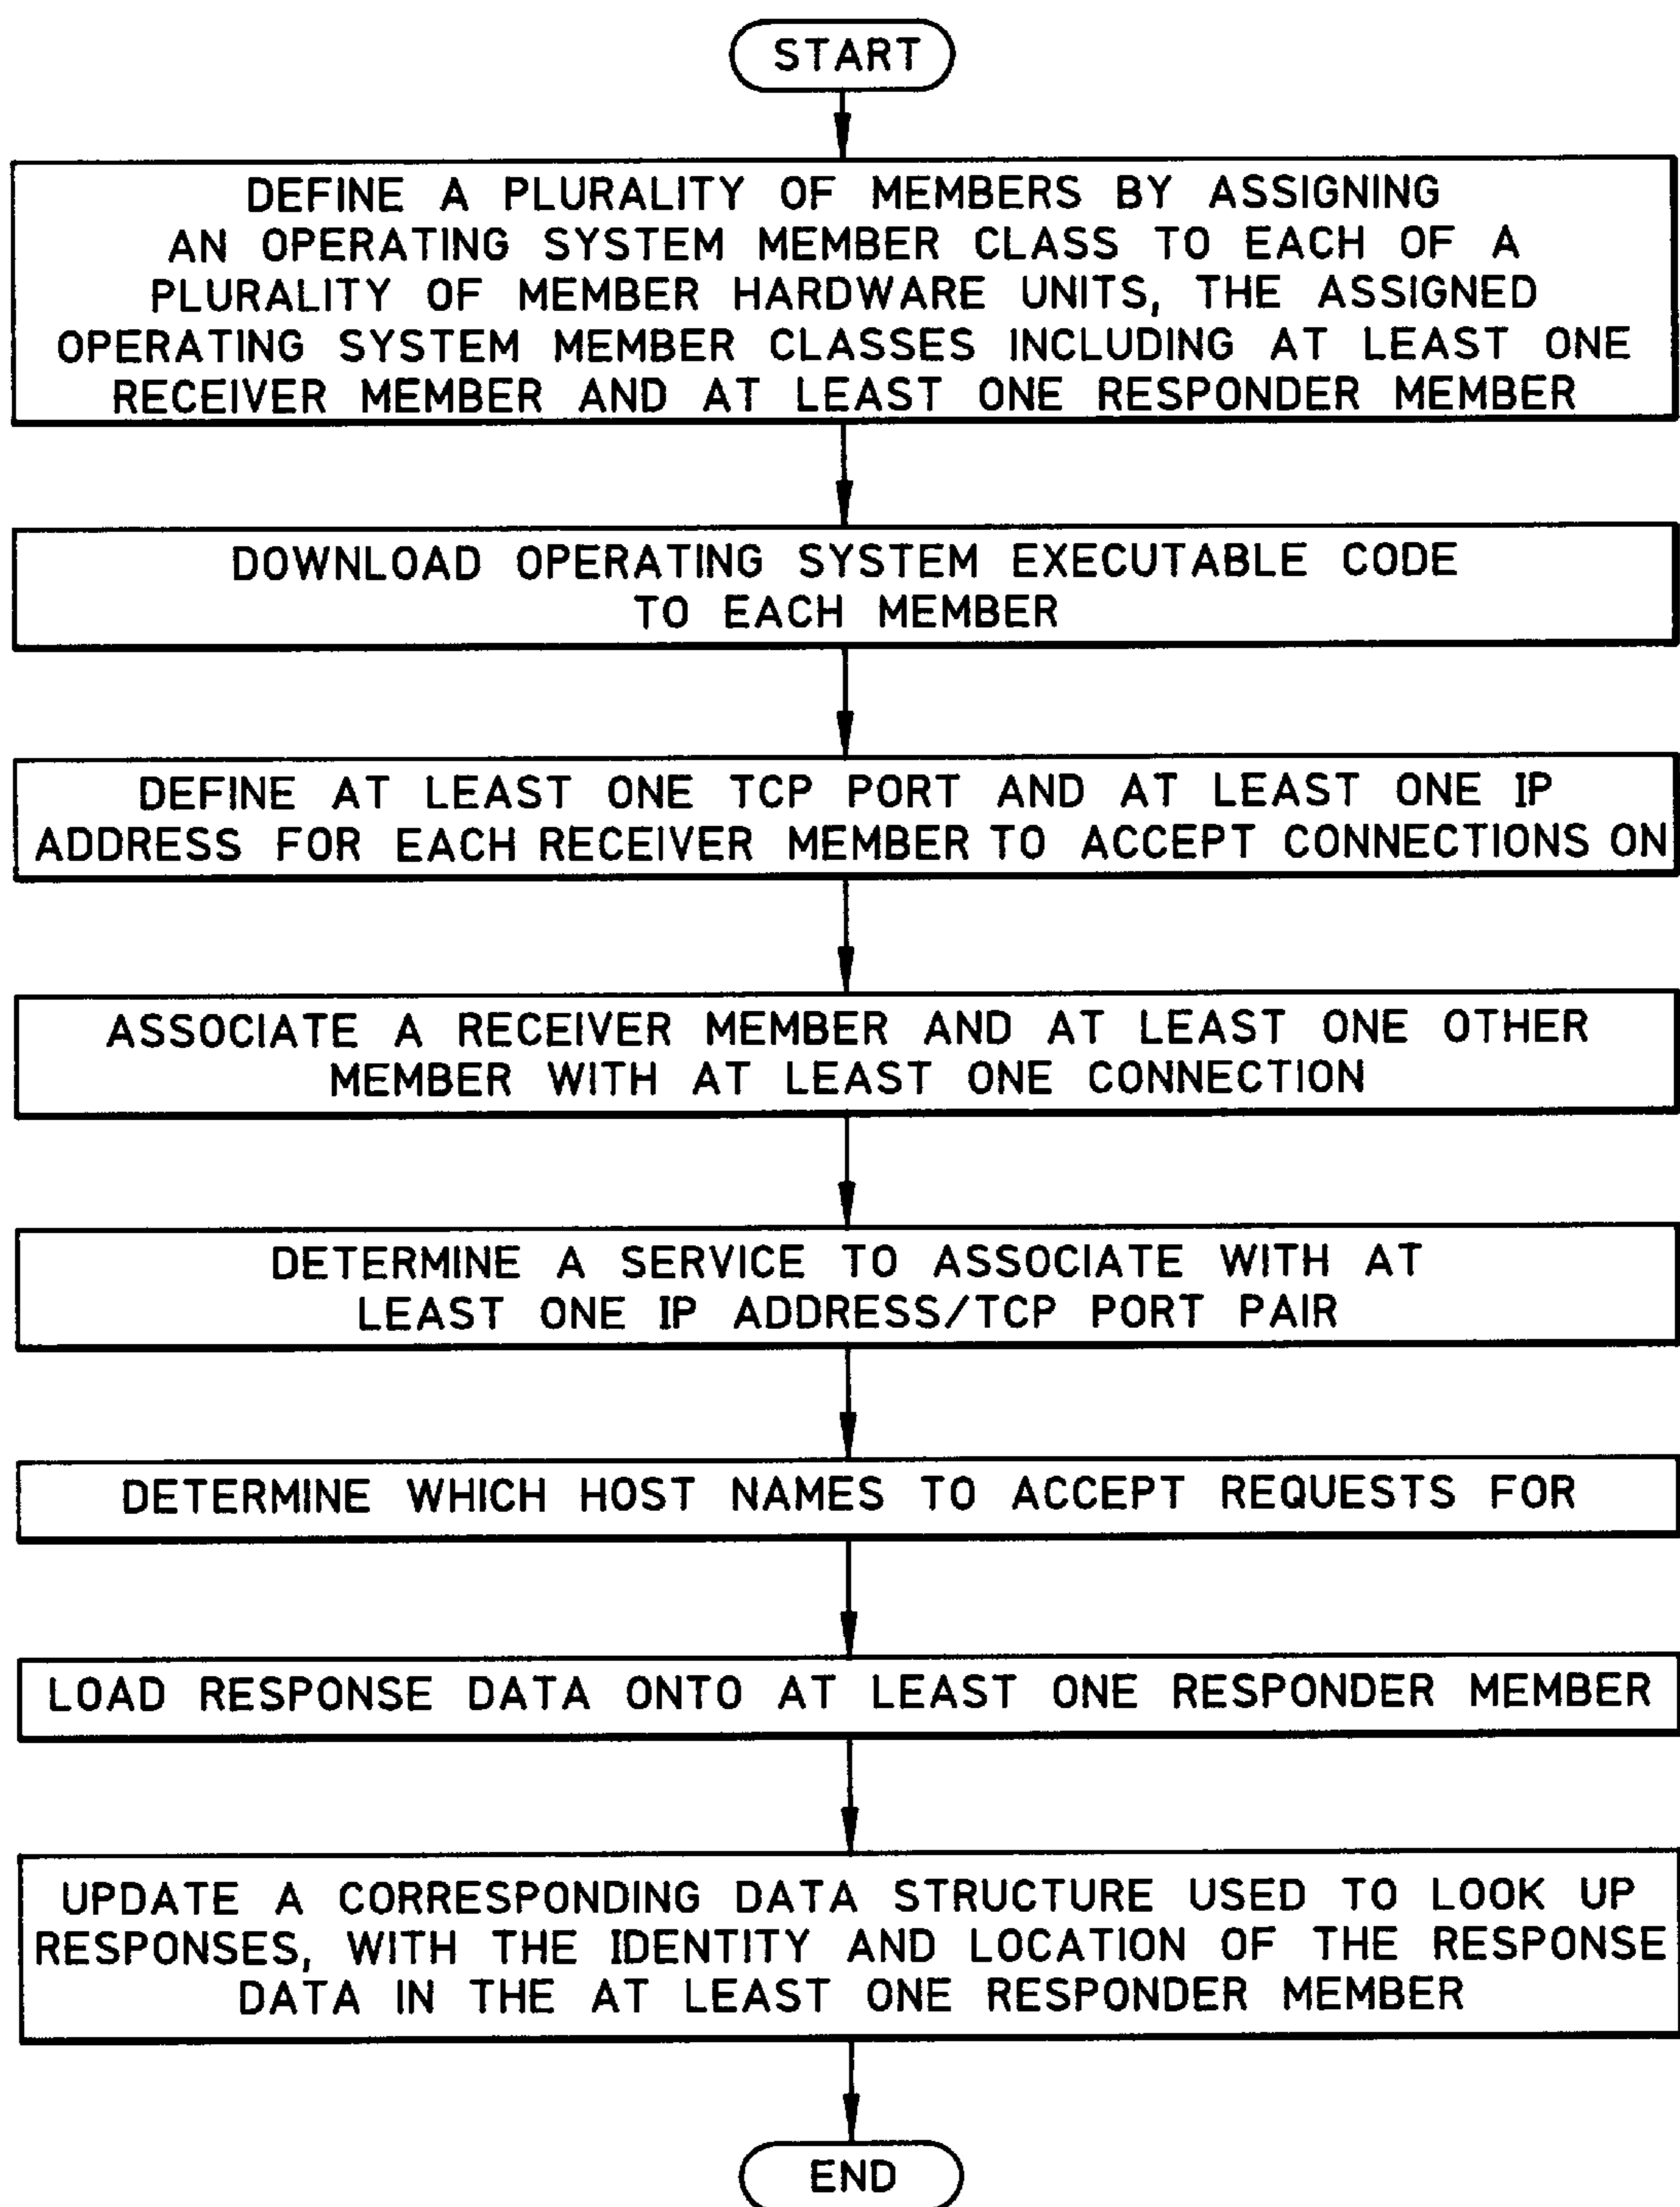 START
DEFINE A PLURALITY OF MEMBERS BY ASSIGNING
AN OPERATING SYSTEM MEMBER CLASS TO EACH OF A
PLURALITY OF MEMBER HARDWARE UNITS, THE ASSIGNED
OPERATING SYSTEM MEMBER CLASSES INCLUDING AT LEAST ONE
RECEIVER MEMBER AND AT LEAST ONE RESPONDER MEMBER
DOWNLOAD OPERATING SYSTEM EXECUTABLE CODE
TO EACH MEMBER
DEFINE AT LEAST ONE TCP PORT AND AT LEAST ONE IP
ADDRESS FOR EACH RECEIVER MEMBER TO ACCEPT CONNECTIONS ON
ASSOCIATE A RECEIVER MEMBER AND AT LEAST ONE OTHER
MEMBER WITH AT LEAST ONE CONNECTION
DETERMINE A SERVICE TO ASSOCIATE WITH AT
LEAST ONE IP ADDRESS/TCP PORT PAIR
DETERMINE WHICH HOST NAMES TO ACCEPT REQUESTS FOR
LOAD RESPONSE DATA ONTO AT LEAST ONE RESPONDER MEMBER
UPDATE A CORRESPONDING DATA STRUCTURE USED TO LOOK UP
RESPONSES, WITH THE IDENTITY AND LOCATION OF THE RESPONSE
DATA IN THE AT LEAST ONE RESPONDER MEMBER
END